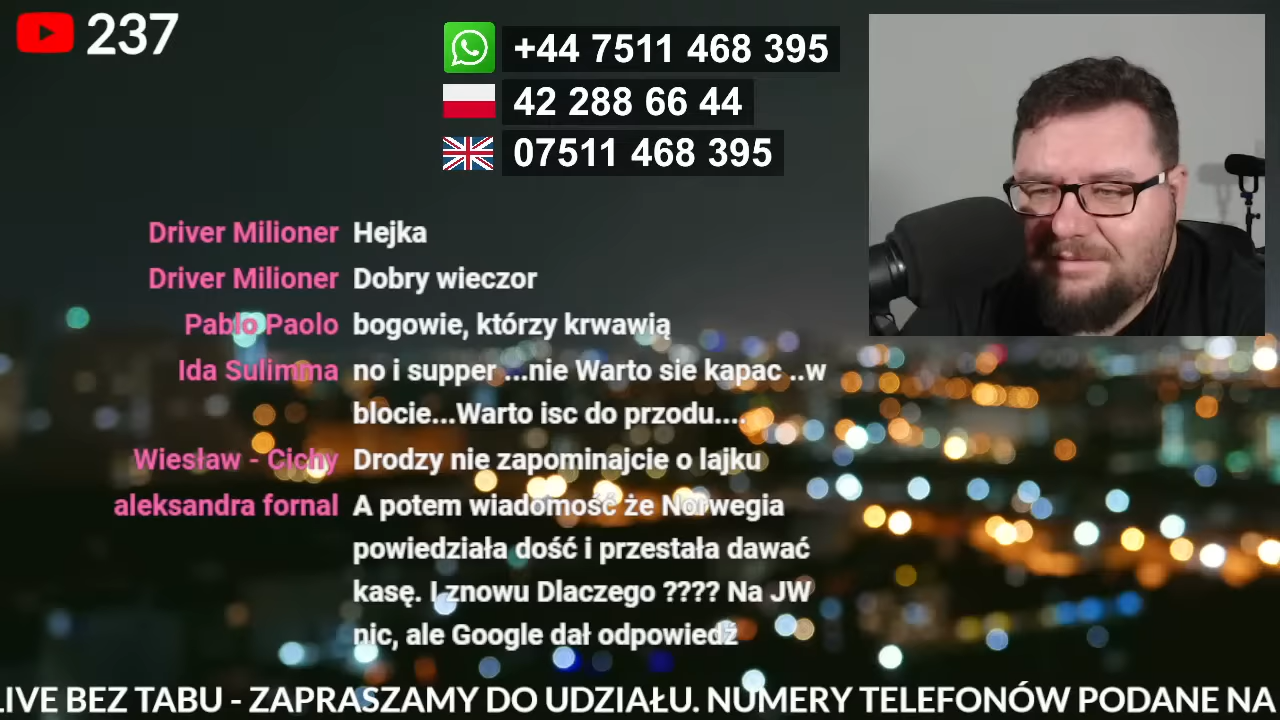 237
+44 7511 468 395
42 288 66 44
07511 468 395
Driver Milioner Hejka
Driver Milioner Dobry wieczor
Pablo Paolo bogowie, którzy krwawią
Ida Sulimma no i supper ...nie Warto sie kapac ..w
blocie...Warto isc do przodu....
Wiesław - Cichy Drodzy nie zapominajcie o lajku
aleksandra fornal A potem wiadomość że Norwegia
powiedziała dość i przestała dawać
kasę. I znowu Dlaczego ???? Na JW
nic, ale Google dał odpowiedź
LIVE BEZ TABU - ZAPRASZAMY DO UDZIAŁU. NUMERY TELEFONÓW PODANE NA